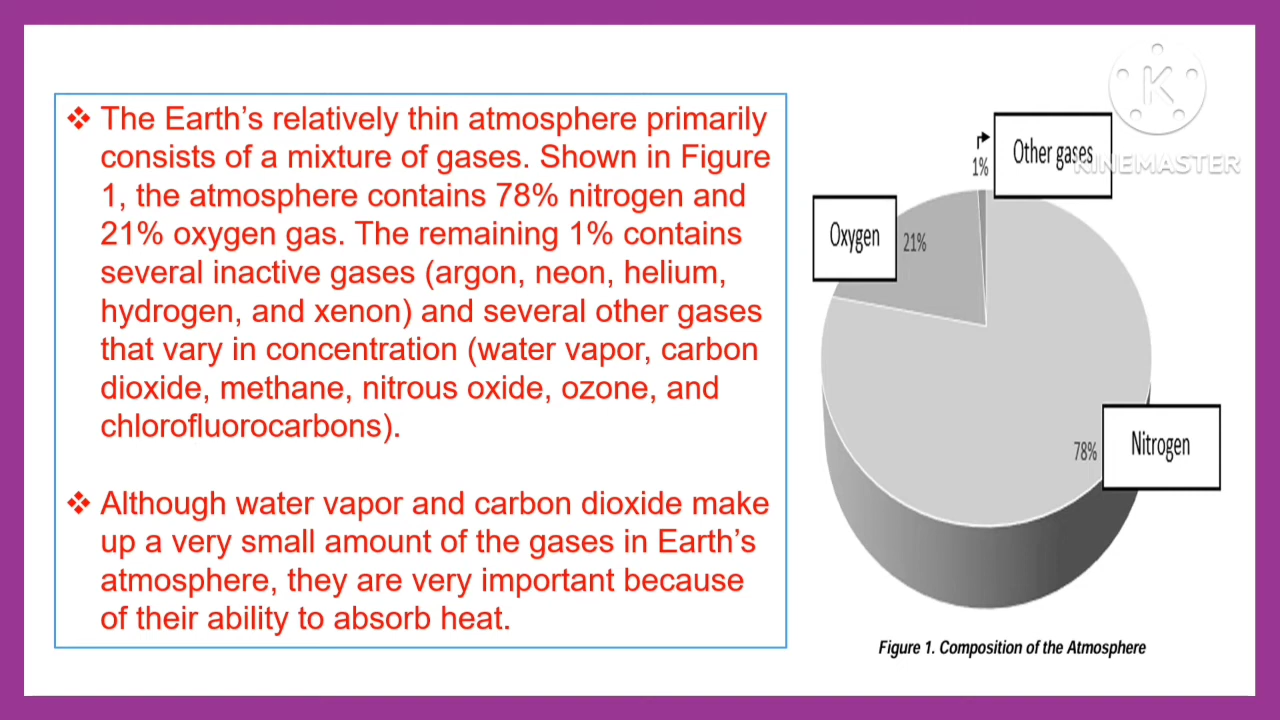 ❖ The Earth's relatively thin atmosphere primarily
consists of a mixture of gases. Shown in Figure
1, the atmosphere contains 78% nitrogen and
21% oxygen gas. The remaining 1% contains
several inactive gases (argon, neon, helium,
hydrogen, and xenon) and several other gases
that vary in concentration (water vapor, carbon
dioxide, methane, nitrous oxide, ozone, and
chlorofluorocarbons).
❖ Although water vapor and carbon dioxide make
up a very small amount of the gases in Earth's
atmosphere, they are very important because
of their ability to absorb heat.
K
KINEMASTER
Other gases
1%
Oxygen
21%
Nitrogen
78%
Figure 1. Composition of the Atmosphere